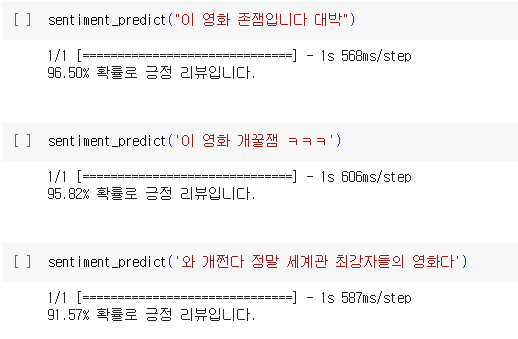 [ ] sentiment_predict("이 영화 존잼입니다 대박")
1/1 [==============================] - 1s 568ms/step
96.50% 확률로 긍정 리뷰입니다.
[ ] sentiment_predict('이 영화 개꿀잼 ㅋㅋㅋ')
1/1 [==============================] - 1s 606ms/step
95.82% 확률로 긍정 리뷰입니다.
[ ] sentiment_predict('와 개쩐다 정말 세계관 최강자들의 영화다')
1/1 [==============================] - 1s 587ms/step
91.57% 확률로 긍정 리뷰입니다.